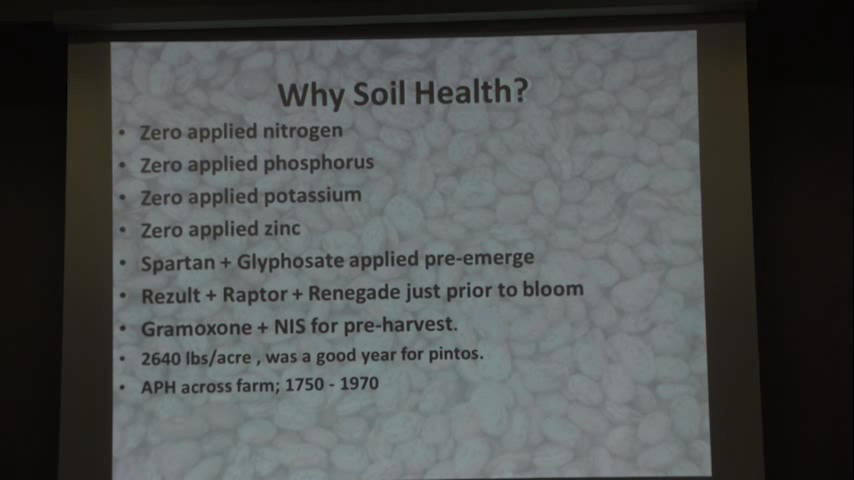 Why Soil Health?
• Zero applied nitrogen
• Zero applied phosphorus
• Zero applied potassium
• Zero applied zinc
• Spartan + Glyphosate applied pre-emerge
• Rezult + Raptor + Renegade just prior to bloom
• Gramoxone + NIS for pre-harvest.
• 2640 lbs/acre , was a good year for pintos.
• APH across farm; 1750 - 1970